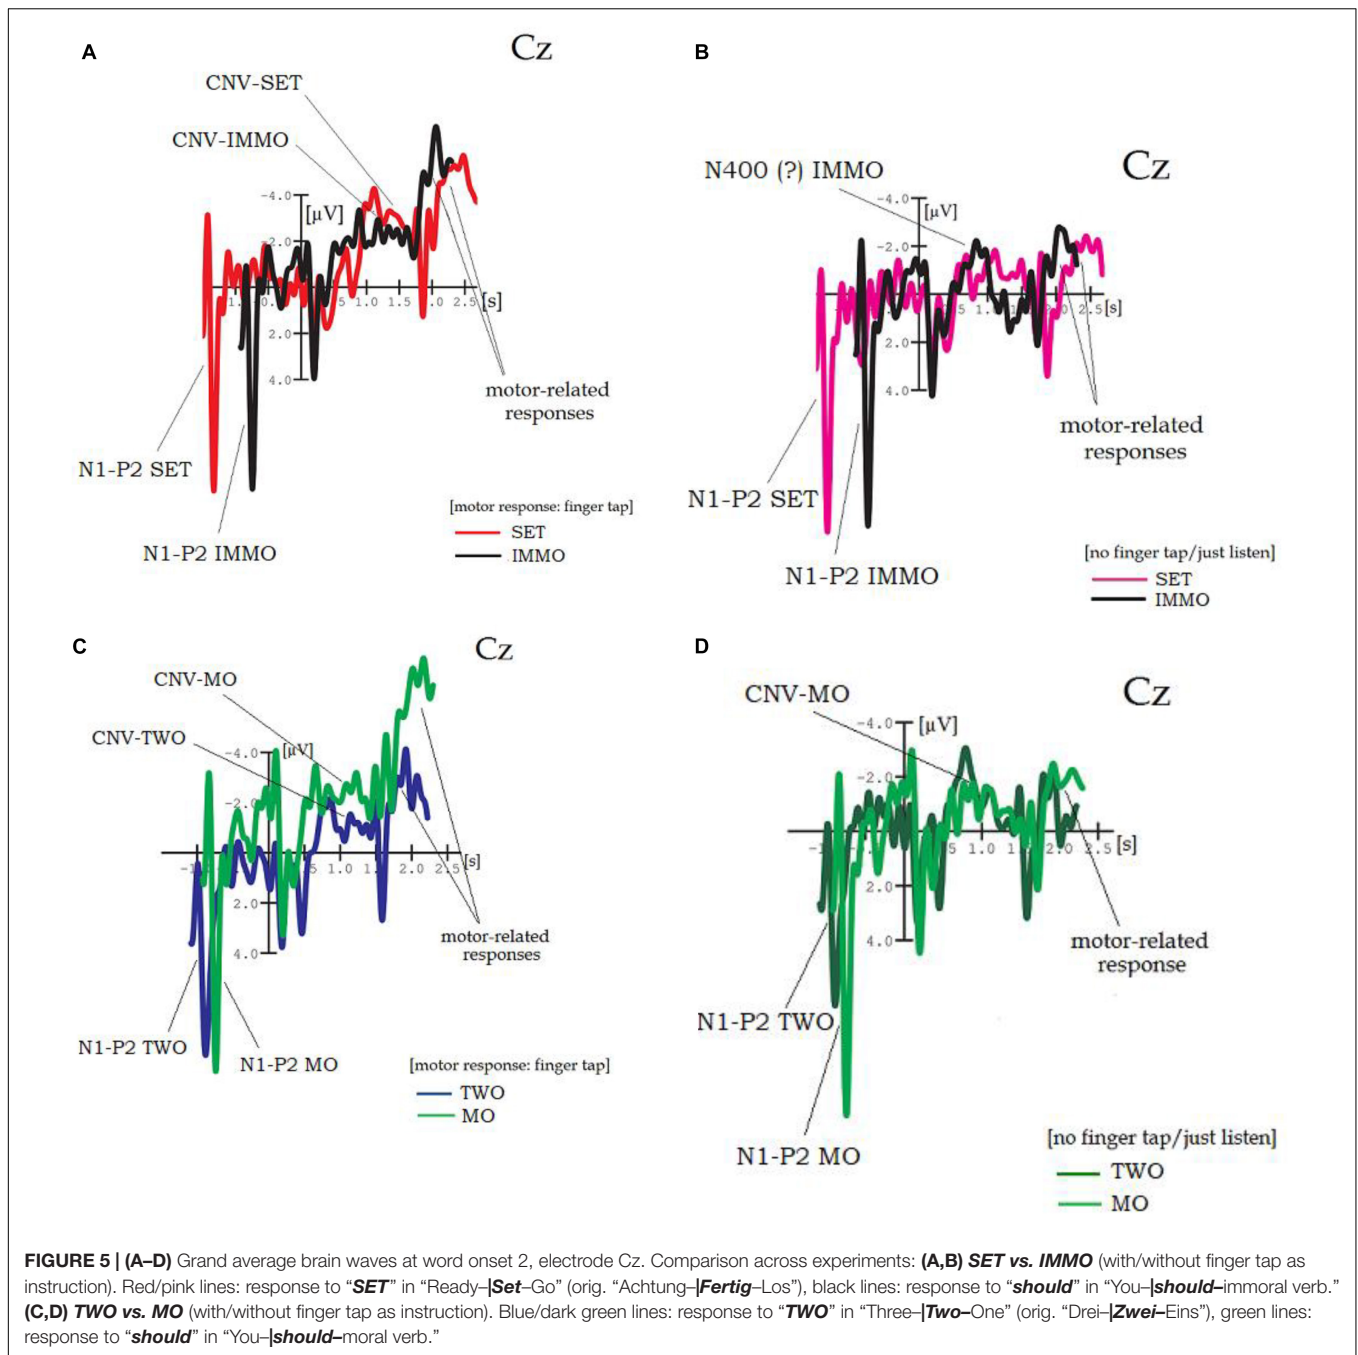 A
Cz
CNV-SET
CNV-IMMO
-4.0
[µV]
-2.0
1.0 1.5 2.0 2.5 [s]
2.0
4.0
motor-related
responses
N1-P2 SET
N1-P2 IMMO
[motor response: finger tap]
SET
IMMO
B
Cz
N400 (?) IMMO
-4.0
[µV]
-2.0
2.5 [s]
2.0
4.0
motor-related
responses
N1-P2 SET
N1-P2 IMMO
[no finger tap/just listen]
SET
IMMO
C
Cz
CNV-MO
CNV-TWO
-4.0 [µV]
-2.0
1.0 2.0 2.5 [s]
2.0
4.0
motor-related
responses
N1-P2 TWO
N1-P2 MO
[motor response: finger tap]
TWO
MO
D
Cz
CNV-MO
-4.0 [µV]
-2.0
1.0 2.0 2.5 [s]
2.0
4.0
motor-related
response
N1-P2 TWO
N1-P2 MO
[no finger tap/just listen]
TWO
MO
FIGURE 5 | (A–D) Grand average brain waves at word onset 2, electrode Cz. Comparison across experiments: (A,B) SET vs. IMMO (with/without finger tap as
instruction). Red/pink lines: response to “SET” in “Ready–|Set–Go” (orig. “Achtung–|Fertig–Los”), black lines: response to “should” in “You–|should–immoral verb.”
(C,D) TWO vs. MO (with/without finger tap as instruction). Blue/dark green lines: response to “TWO” in “Three–|Two–One” (orig. “Drei–|Zwei–Eins”), green lines:
response to “should” in “You–|should–moral verb.”